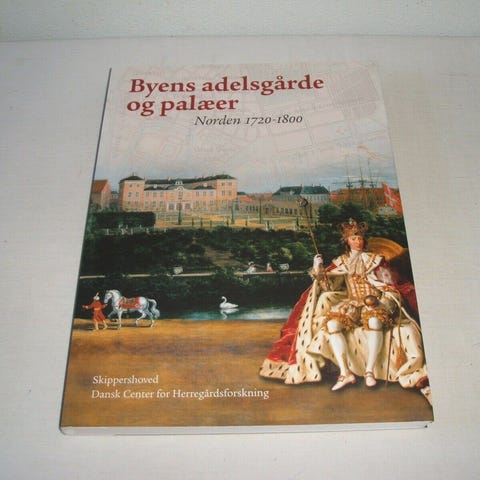 Byens adelsgårde
og palæer
Norden 1720-1800
Skippershoved
Dansk Center for Herregårdsforskning